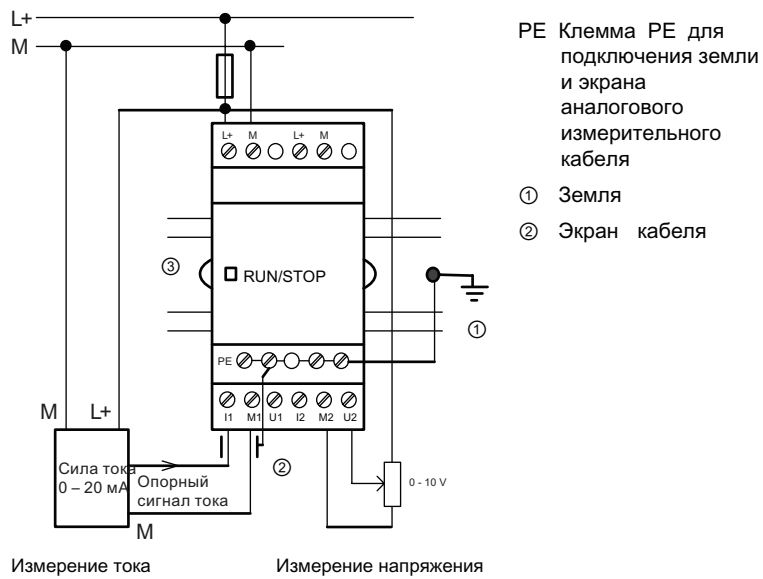 L+
M
PE Клемма PE для
подключения земли
и экрана
аналогового
измерительного
кабеля
① Земля
② Экран кабеля
L+ M L+ M
③
RUN/STOP
①
PE
I1 M1 U1 I2 M2 U2
M L+
Сила тока
0 – 20 мА
Опорный
сигнал тока
②
0 - 10 V
M
Измерение тока
Измерение напряжения